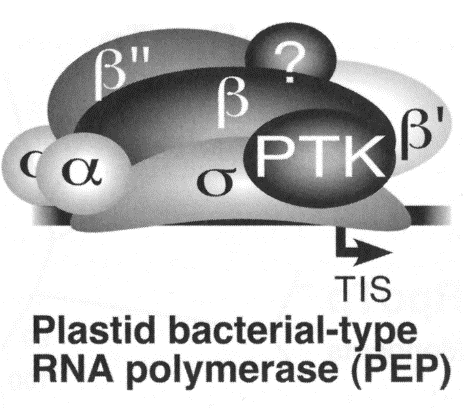 β" ?
β β'
α α σ PTK
TIS
Plastid bacterial-type
RNA polymerase (PEP)